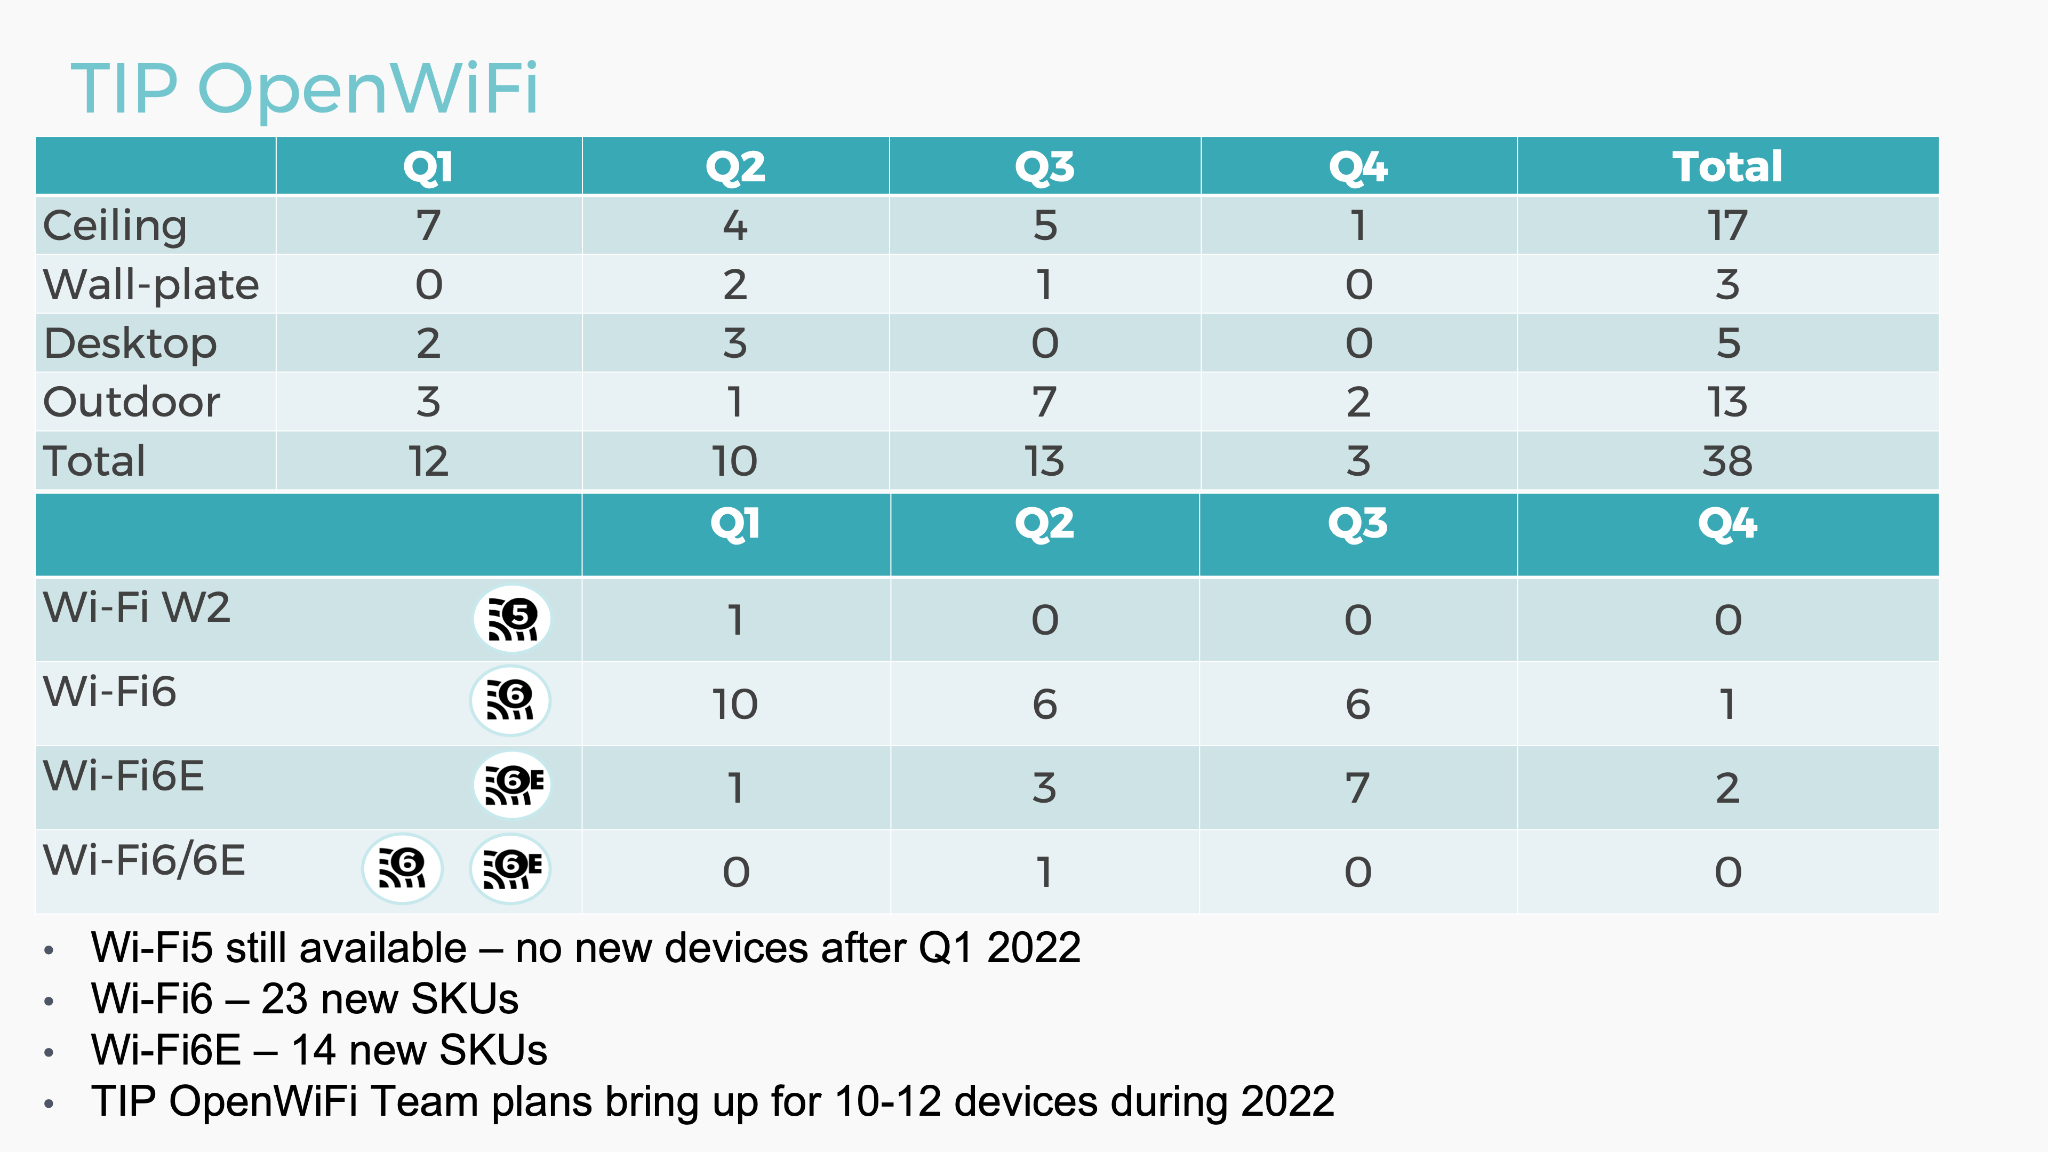 TIP OpenWiFi
Q1 Q2 Q3 Q4 Total
Ceiling 7 4 5 1 17
Wall-plate 0 2 1 0 3
Desktop 2 3 0 0 5
Outdoor 3 1 7 2 13
Total 12 10 13 3 38
Q1 Q2 Q3 Q4
Wi-Fi W2 5 1 0 0 0
Wi-Fi6 6 10 6 6 1
Wi-Fi6E 6E 1 3 7 2
Wi-Fi6/6E 6 6E 0 1 0 0
• Wi-Fi5 still available – no new devices after Q1 2022
• Wi-Fi6 – 23 new SKUs
• Wi-Fi6E – 14 new SKUs
• TIP OpenWiFi Team plans bring up for 10-12 devices during 2022